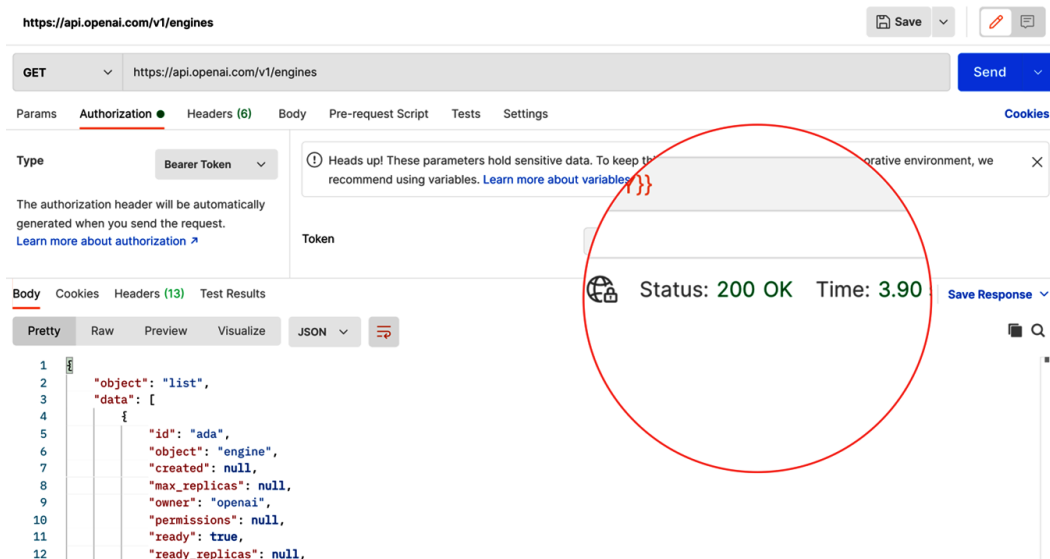 https://api.openai.com/v1/engines
Save
GET
https://api.openai.com/v1/engines
Send
Params
Authorization
Headers (6)
Body
Pre-request Script
Tests
Settings
Cookies
Type
Bearer Token
Heads up! These parameters hold sensitive data. To keep orative environment, we
recommend using variables. Learn more about variables
}}
The authorization header will be automatically
generated when you send the request.
Learn more about authorization ↗
Token
Body
Cookies
Headers (13)
Test Results
Status: 200 OK
Time: 3.90
Save Response
Pretty
Raw
Preview
Visualize
JSON
1 {
2 "object": "list",
3 "data": [
4 {
5 "id": "ada",
6 "object": "engine",
7 "created": null,
8 "max_replicas": null,
9 "owner": "openai",
10 "permissions": null,
11 "ready": true,
12 "ready_replicas": null,